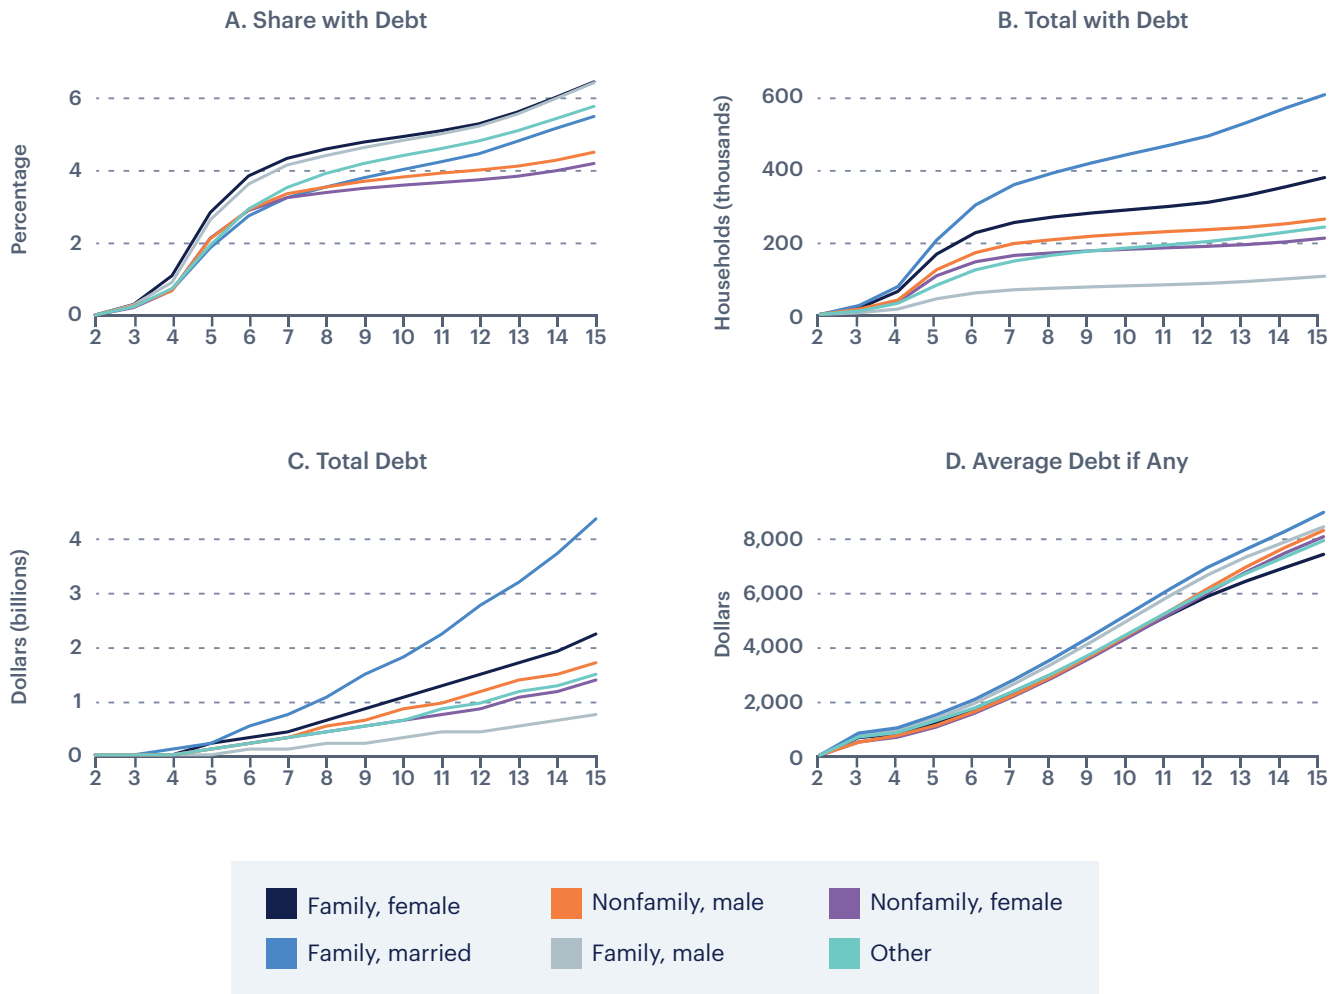 A. Share with Debt
Percentage
6
4
2
0
2 3 4 5 6 7 8 9 10 11 12 13 14 15
B. Total with Debt
Households (thousands)
600
400
200
0
2 3 4 5 6 7 8 9 10 11 12 13 14 15
C. Total Debt
Dollars (billions)
4
3
2
1
0
2 3 4 5 6 7 8 9 10 11 12 13 14 15
D. Average Debt if Any
Dollars
8,000
6,000
4,000
2,000
0
2 3 4 5 6 7 8 9 10 11 12 13 14 15
Family, female
Nonfamily, male
Nonfamily, female
Family, married
Family, male
Other